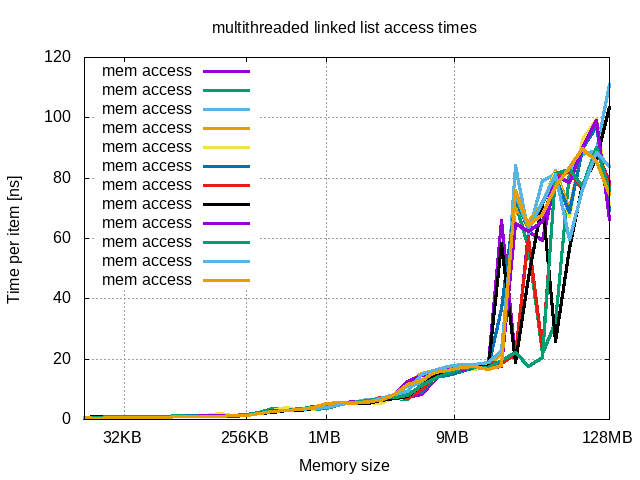 multithreaded linked list access times
120
100
80
60
40
20
0
Time per item [ns]
mem access
mem access
mem access
mem access
mem access
mem access
mem access
mem access
mem access
mem access
mem access
mem access
32KB 256KB 1MB 9MB 128MB
Memory size